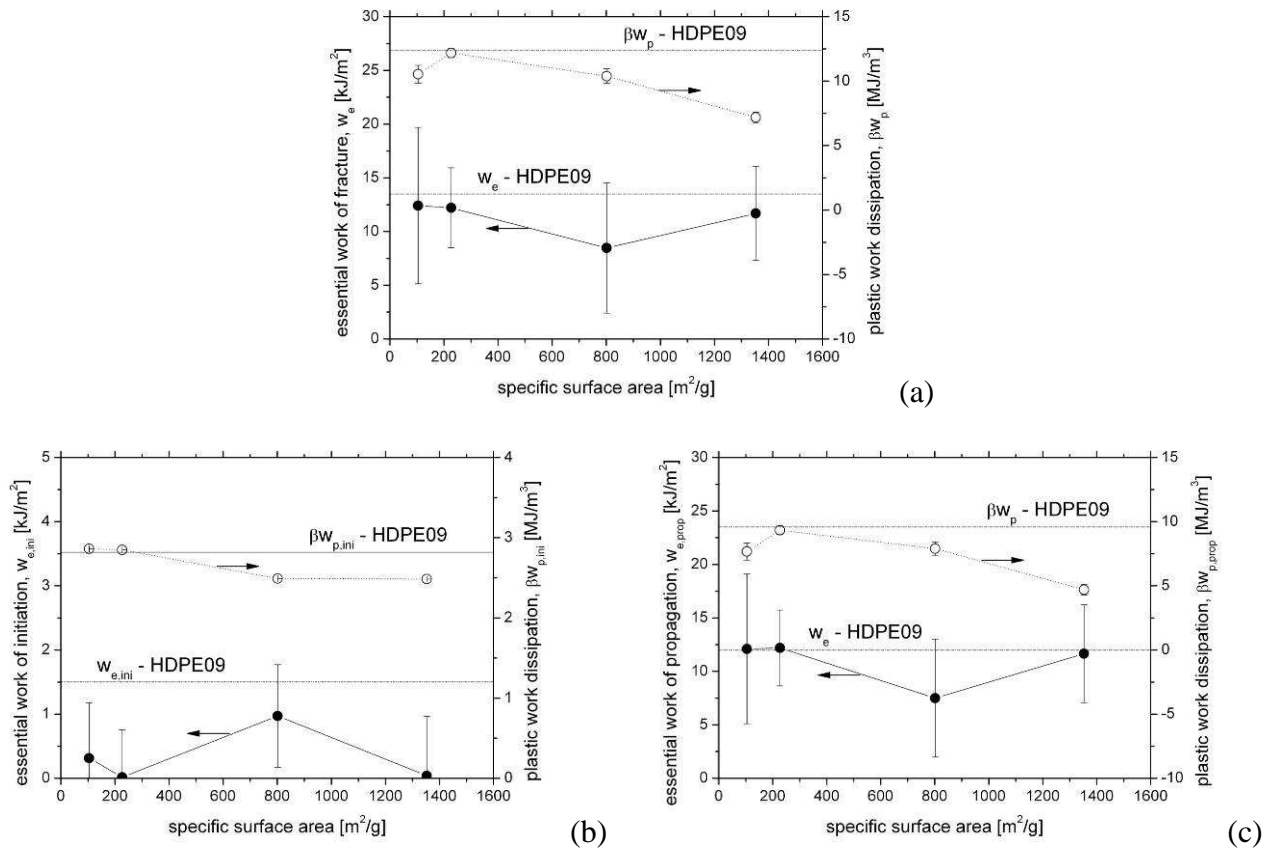 30
25
20
15
10
5
0
essential work of fracture, w_e [kJ/m²]
βw_p - HDPE09
w_e - HDPE09
15
10
5
0
-5
-10
plastic work dissipation, βw_p [MJ/m³]
0 200 400 600 800 1000 1200 1400 1600
specific surface area [m²/g]
(a)
5
4
3
2
1
0
essential work of initiation, w_e,ini [kJ/m²]
βw_p,ini - HDPE09
w_e,ini - HDPE09
4
3
2
1
0
plastic work dissipation, βw_p,ini [MJ/m³]
0 200 400 600 800 1000 1200 1400 1600
specific surface area [m²/g]
(b)
30
25
20
15
10
5
0
essential work of propagation, w_e,prop [kJ/m²]
βw_p - HDPE09
w_e - HDPE09
15
10
5
0
-5
-10
plastic work dissipation, βw_p,prop [MJ/m³]
0 200 400 600 800 1000 1200 1400 1600
specific surface area [m²/g]
(c)